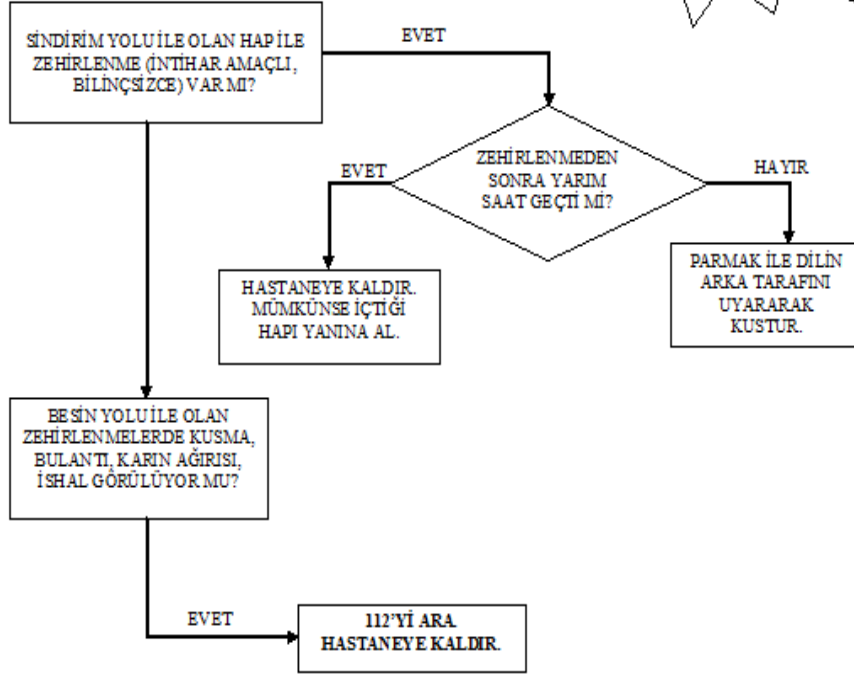 SİNDİRİM YOLU İLE OLAN HAP İLE
ZEHİRLENME (İNTİHAR AMAÇLI,
BİLİNÇSİZCE) VAR MI?
EVET
ZEHİRLENMEDEN
SONRA YARIM
SAAT GEÇTİ Mİ?
EVET
HAYIR
HASTANEYE KALDIR.
MÜMKÜNSE İÇTİĞİ
HAPI YANINA AL.
PARMAK İLE DİLİN
ARKA TARAFINI
UYARARAK
KUSTUR.
BESİN YOLU İLE OLAN
ZEHİRLENMELERDE KUSMA,
BULANTI, KARIN AĞIRISI,
İSHAL GÖRÜLÜYOR MU?
EVET
112'Yİ ARA.
HASTANEYE KALDIR.